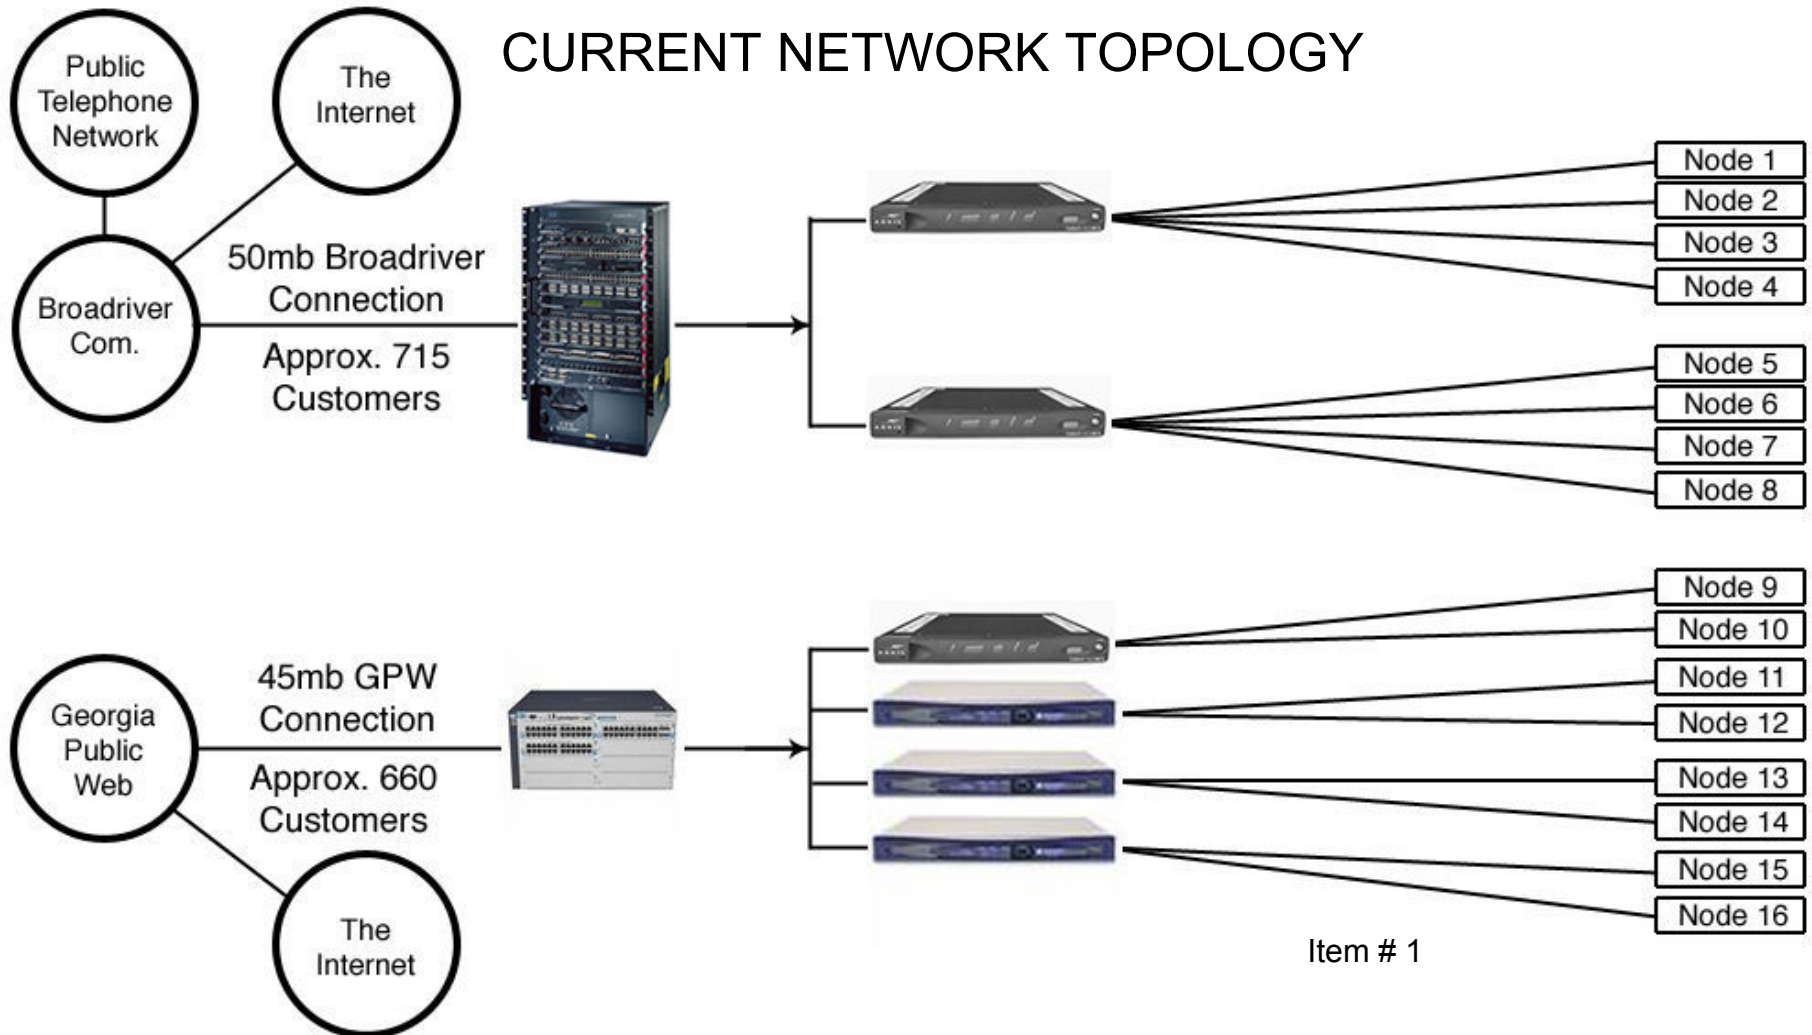 CURRENT NETWORK TOPOLOGY
Public
Telephone
Network
The
Internet
Broadriver
Com.
50mb Broadriver
Connection
Approx. 715
Customers
Node 1
Node 2
Node 3
Node 4
Node 5
Node 6
Node 7
Node 8
Georgia
Public
Web
45mb GPW
Connection
Approx. 660
Customers
The
Internet
Node 9
Node 10
Node 11
Node 12
Node 13
Node 14
Node 15
Node 16
Item # 1